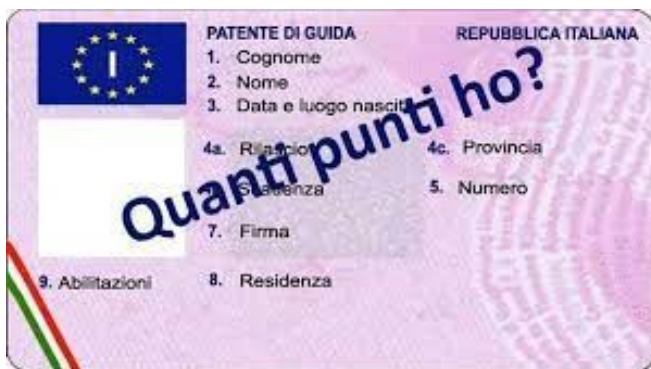 I
PATENTE DI GUIDA
REPUBBLICA ITALIANA
1. Cognome
2. Nome
3. Data e luogo nascita
4a. Rilascio
4c. Provincia
Scadenza
5. Numero
7. Firma
9. Abilitazioni
8. Residenza
Quanti punti ho?